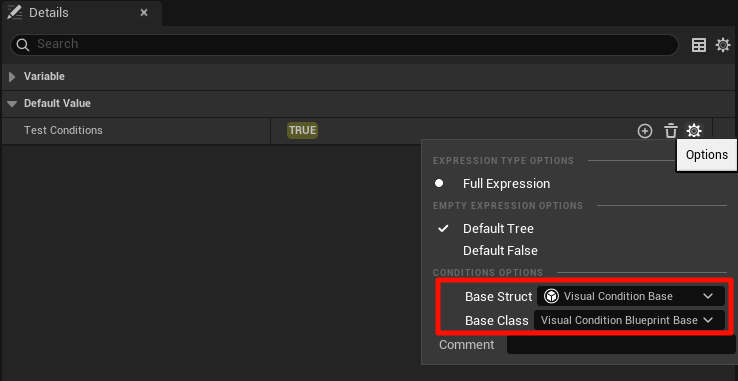 Details
Search
Variable
Default Value
Test Conditions TRUE
Options
EXPRESSION TYPE OPTIONS
Full Expression
EMPTY EXPRESSION OPTIONS
Default Tree
Default False
CONDITIONS OPTIONS
Base Struct Visual Condition Base
Base Class Visual Condition Blueprint Base
Comment